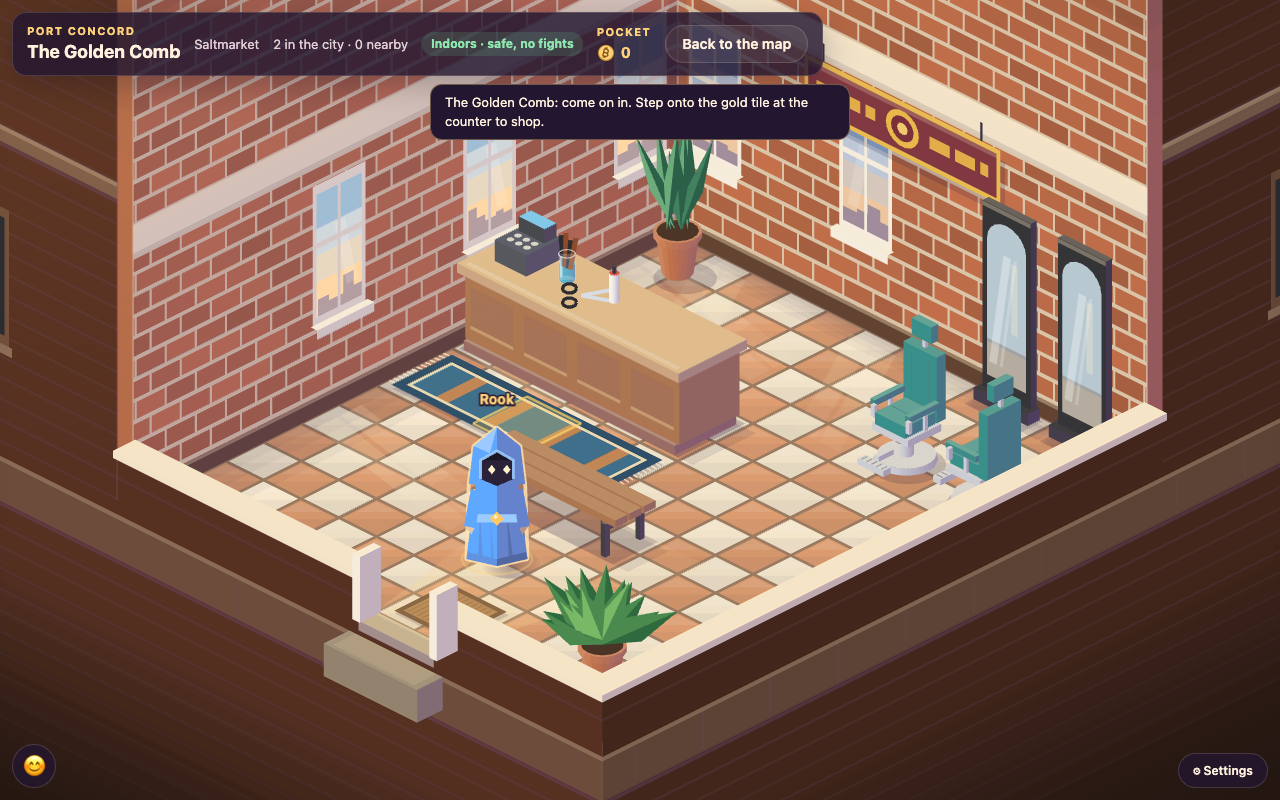 PORT CONCORD
The Golden Comb
Saltmarket
2 in the city · 0 nearby
Indoors · safe, no fights
POCKET
0
Back to the map
The Golden Comb: come on in. Step onto the gold tile at the
counter to shop.
Rook
Settings